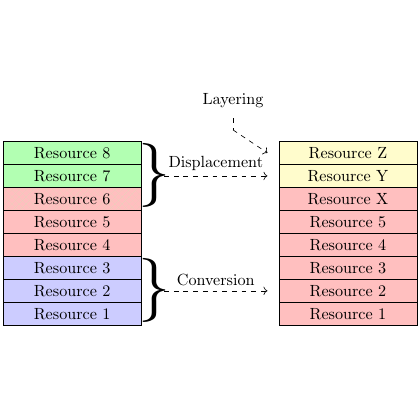 Layering
Resource 8
Resource 7
Resource 6
Resource 5
Resource 4
Resource 3
Resource 2
Resource 1
Displacement
Conversion
Resource Z
Resource Y
Resource X
Resource 5
Resource 4
Resource 3
Resource 2
Resource 1